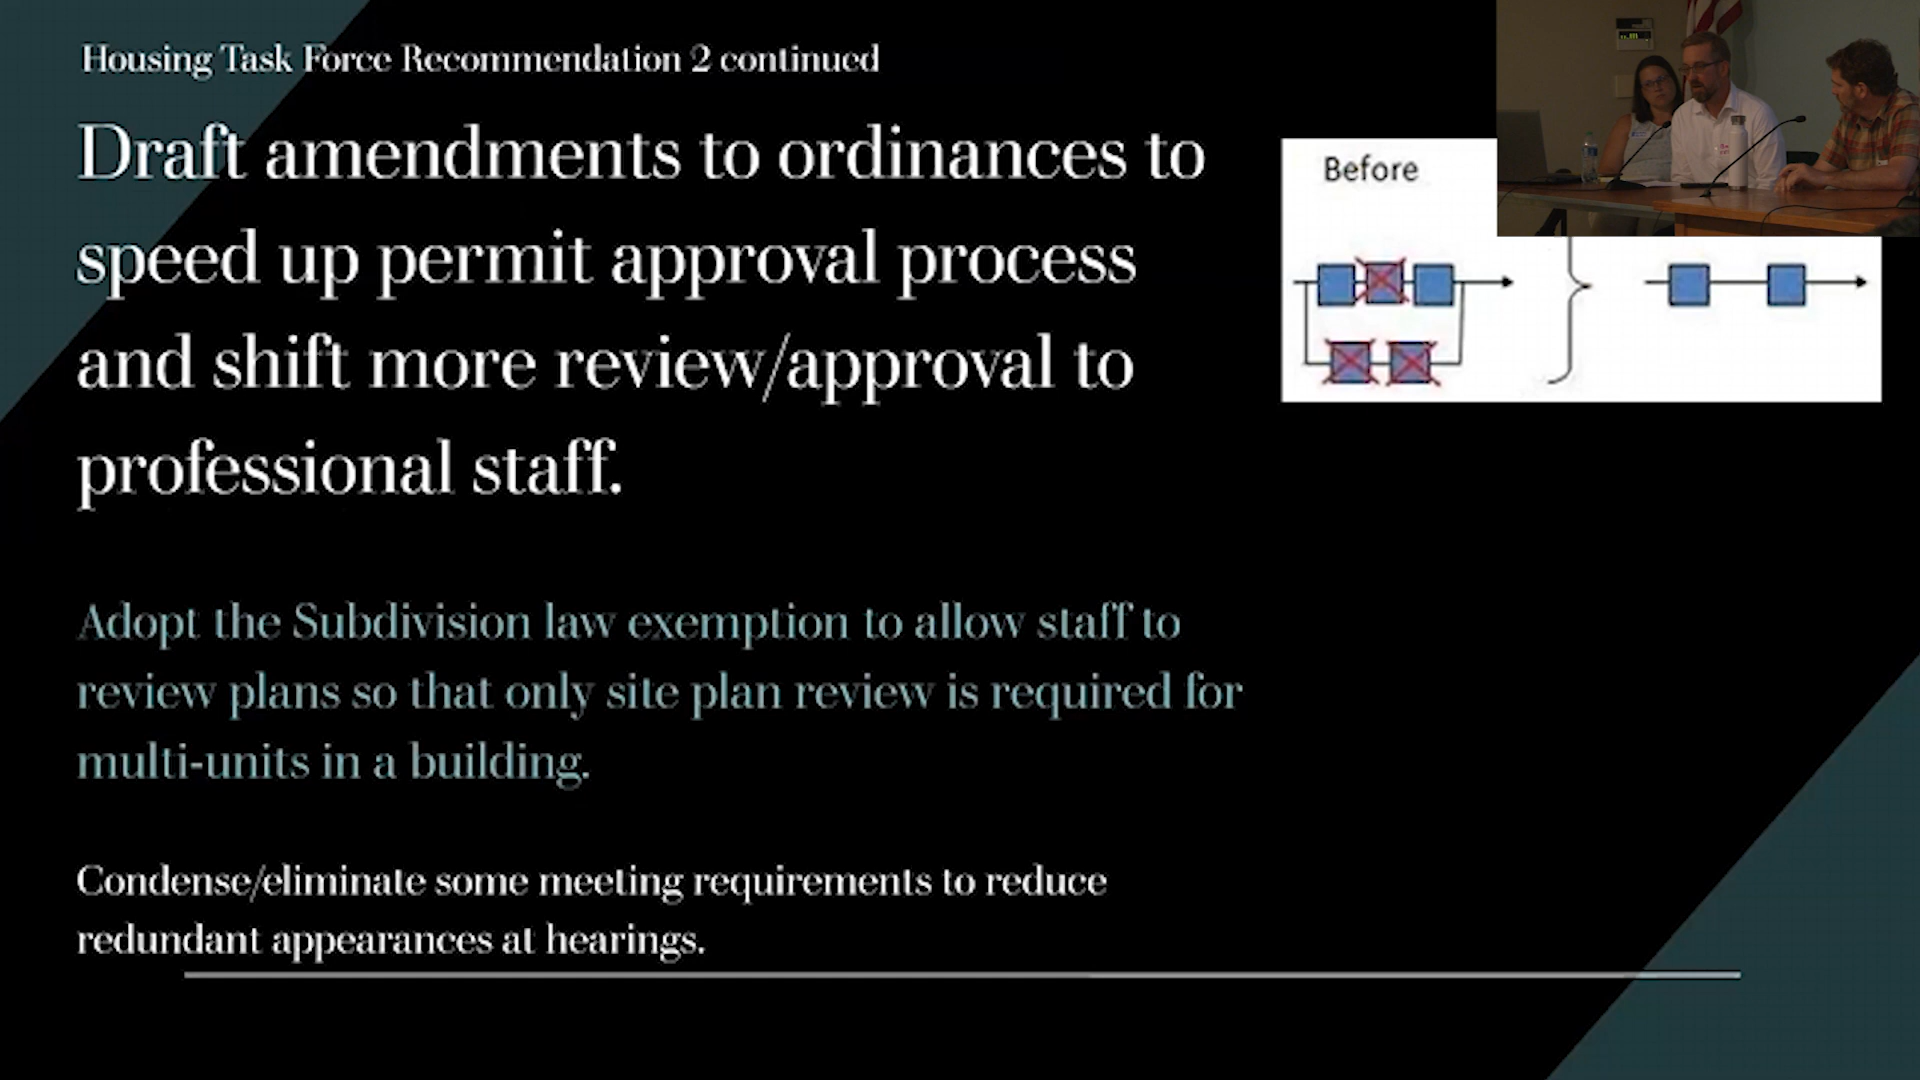 Housing Task Force Recommendation 2 continued
Draft amendments to ordinances to
speed up permit approval process
and shift more review/approval to
professional staff.
Before
Adopt the Subdivision law exemption to allow staff to
review plans so that only site plan review is required for
multi-units in a building.
Condense/eliminate some meeting requirements to reduce
redundant appearances at hearings.